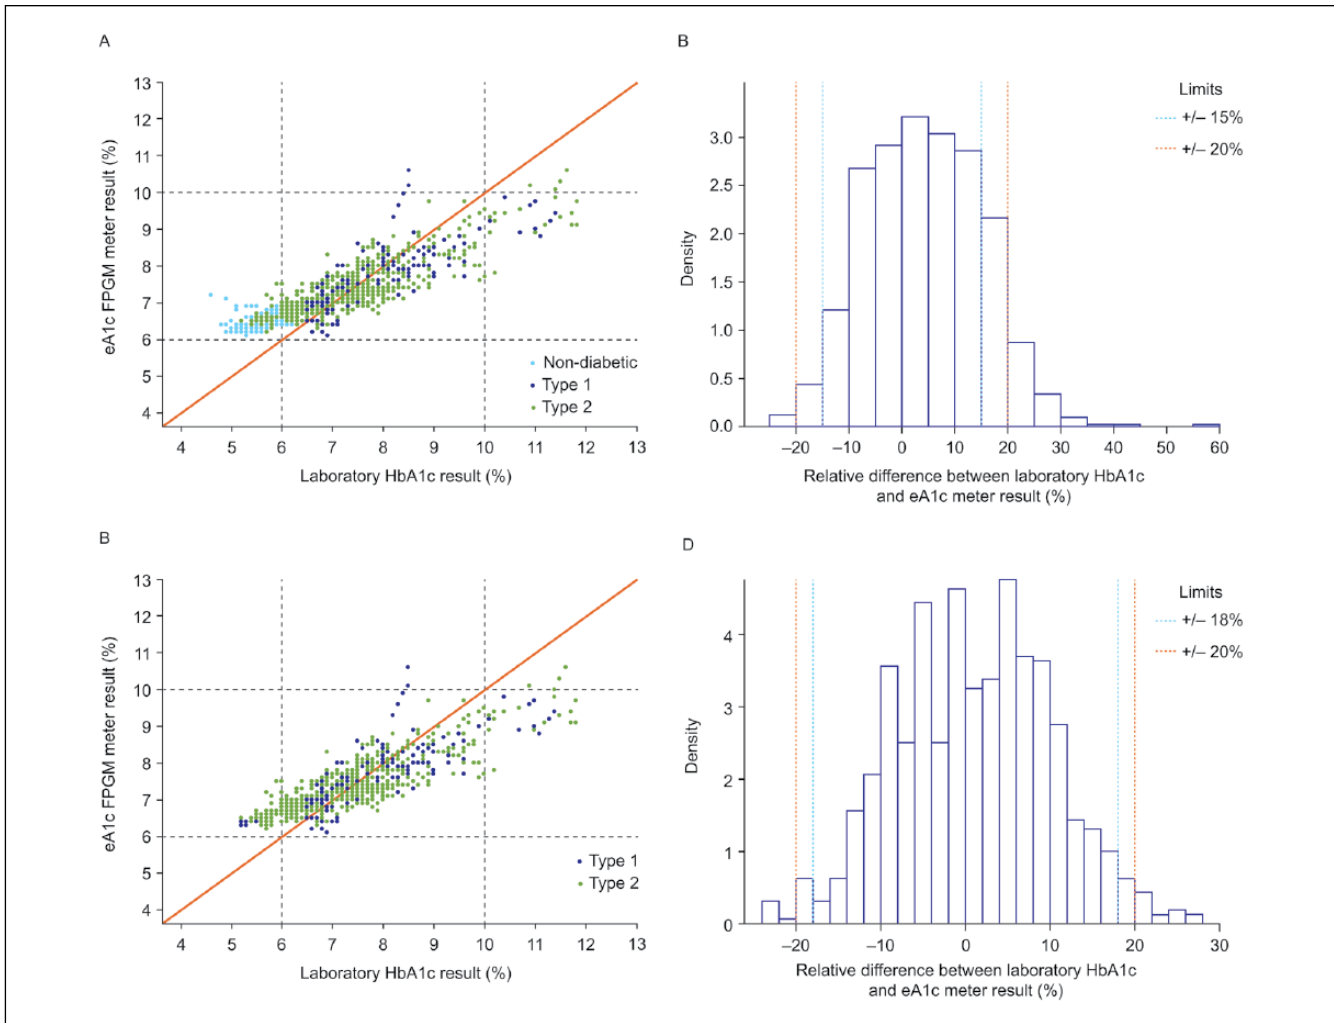 A
13
12
11
10
9
8
7
6
5
4
eA1c FPGM meter result (%)
Non-diabetic
Type 1
Type 2
4 5 6 7 8 9 10 11 12 13
Laboratory HbA1c result (%)
B
Limits
+/– 15%
+/– 20%
3.0
2.5
2.0
1.5
1.0
0.5
0.0
Density
–20 –10 0 10 20 30 40 50 60
Relative difference between laboratory HbA1c
and eA1c meter result (%)
B
13
12
11
10
9
8
7
6
5
4
eA1c FPGM meter result (%)
Type 1
Type 2
4 5 6 7 8 9 10 11 12 13
Laboratory HbA1c result (%)
D
Limits
+/– 18%
+/– 20%
4
3
2
1
0
Density
–20 –10 0 10 20 30
Relative difference between laboratory HbA1c
and eA1c meter result (%)